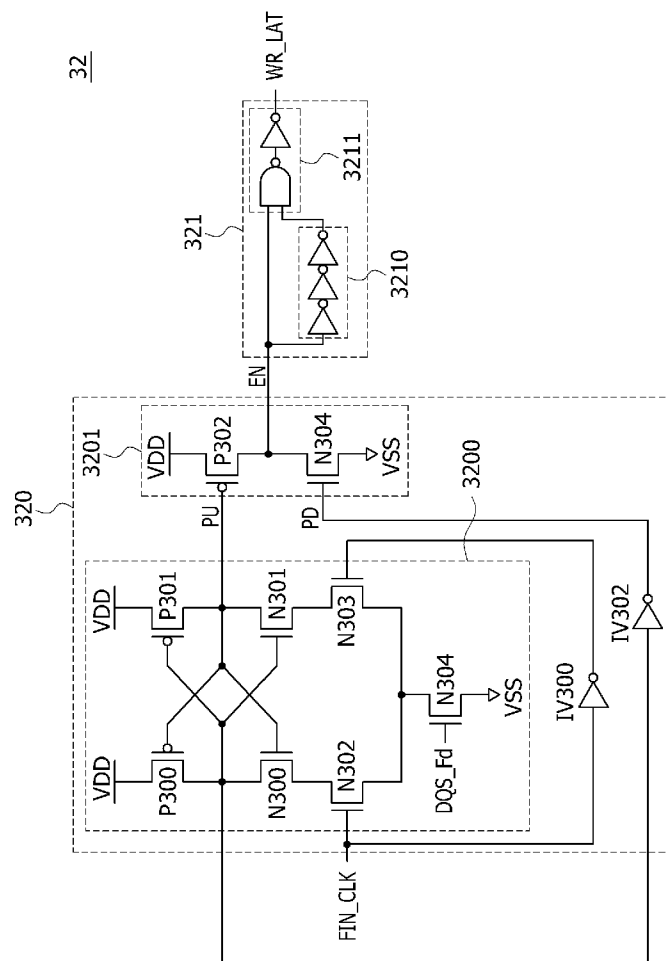 32
320
3201
321
VDD
VDD
VDD
P300
P301
PU
P302
EN
WR_LAT
3211
3210
N300
N301
N304
VSS
PD
3200
FIN_CLK
N302
N303
DQS_Fd
N304
VSS
IV300
IV302